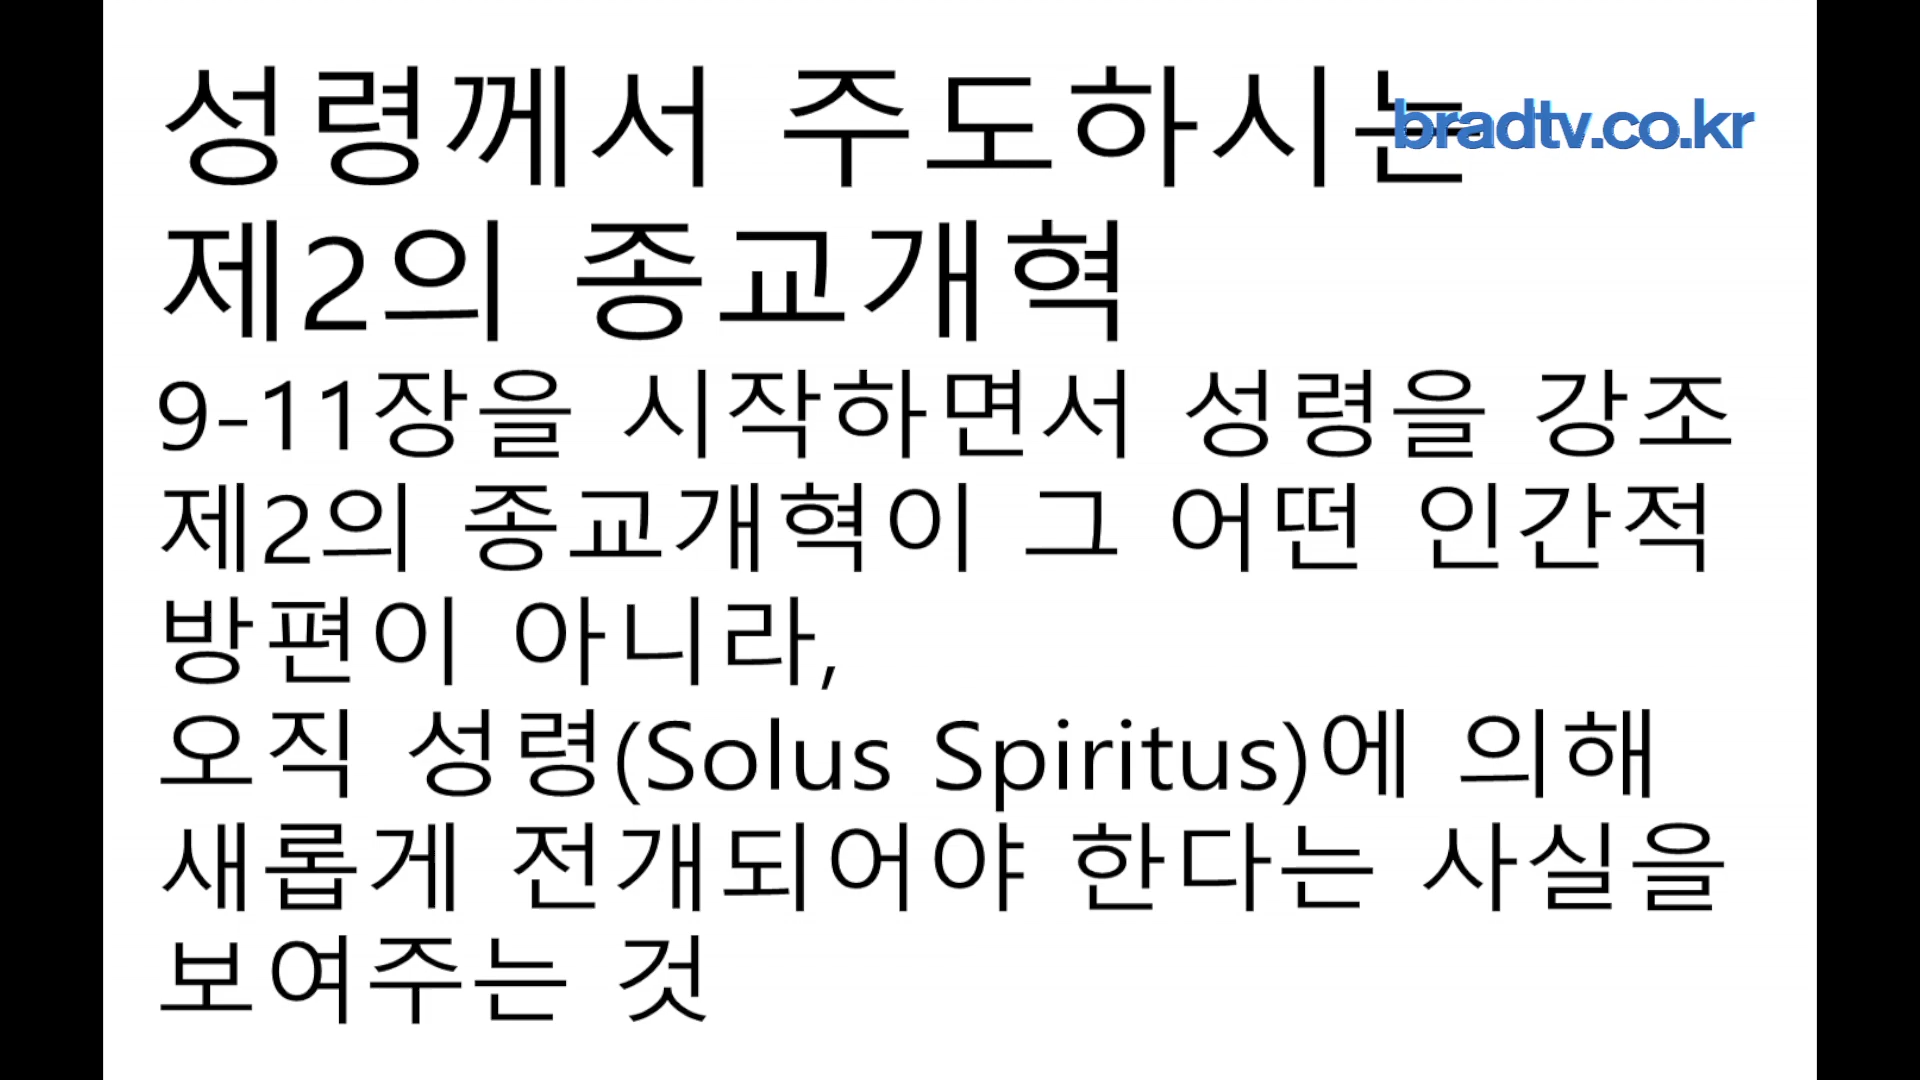 성령께서 주도하시는
bradtv.co.kr
제2의 종교개혁
9-11장을 시작하면서 성령을 강조
제2의 종교개혁이 그 어떤 인간적
방편이 아니라,
오직 성령(Solus Spiritus)에 의해
새롭게 전개되어야 한다는 사실을
보여주는 것